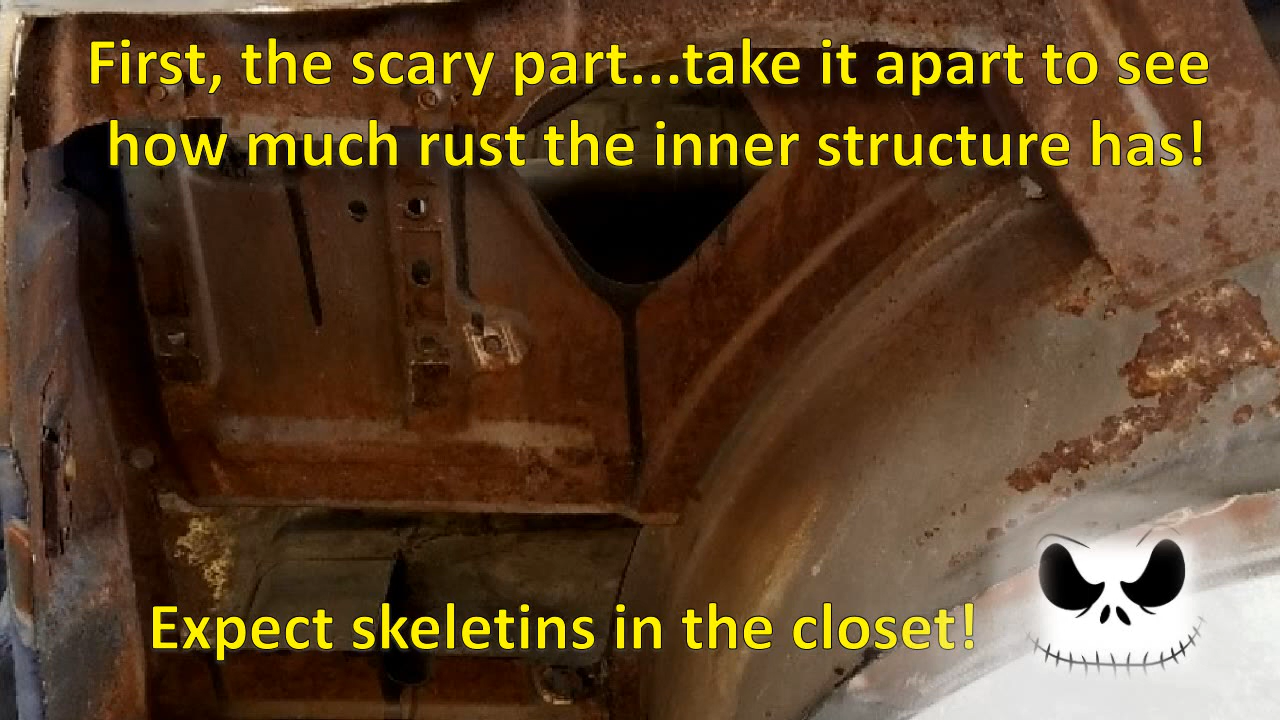 First, the scary part...take it apart to see
how much rust the inner structure has!
Expect skeletins in the closet!